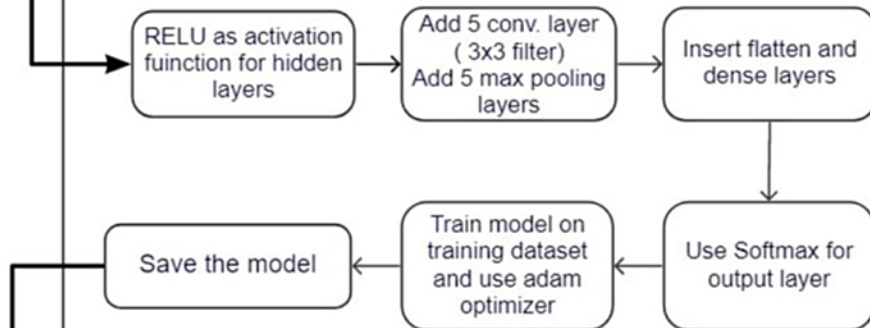 RELU as activation
fuinction for hidden
layers
Add 5 conv. layer
( 3x3 filter)
Add 5 max pooling
layers
Insert flatten and
dense layers
Use Softmax for
output layer
Train model on
training dataset
and use adam
optimizer
Save the model